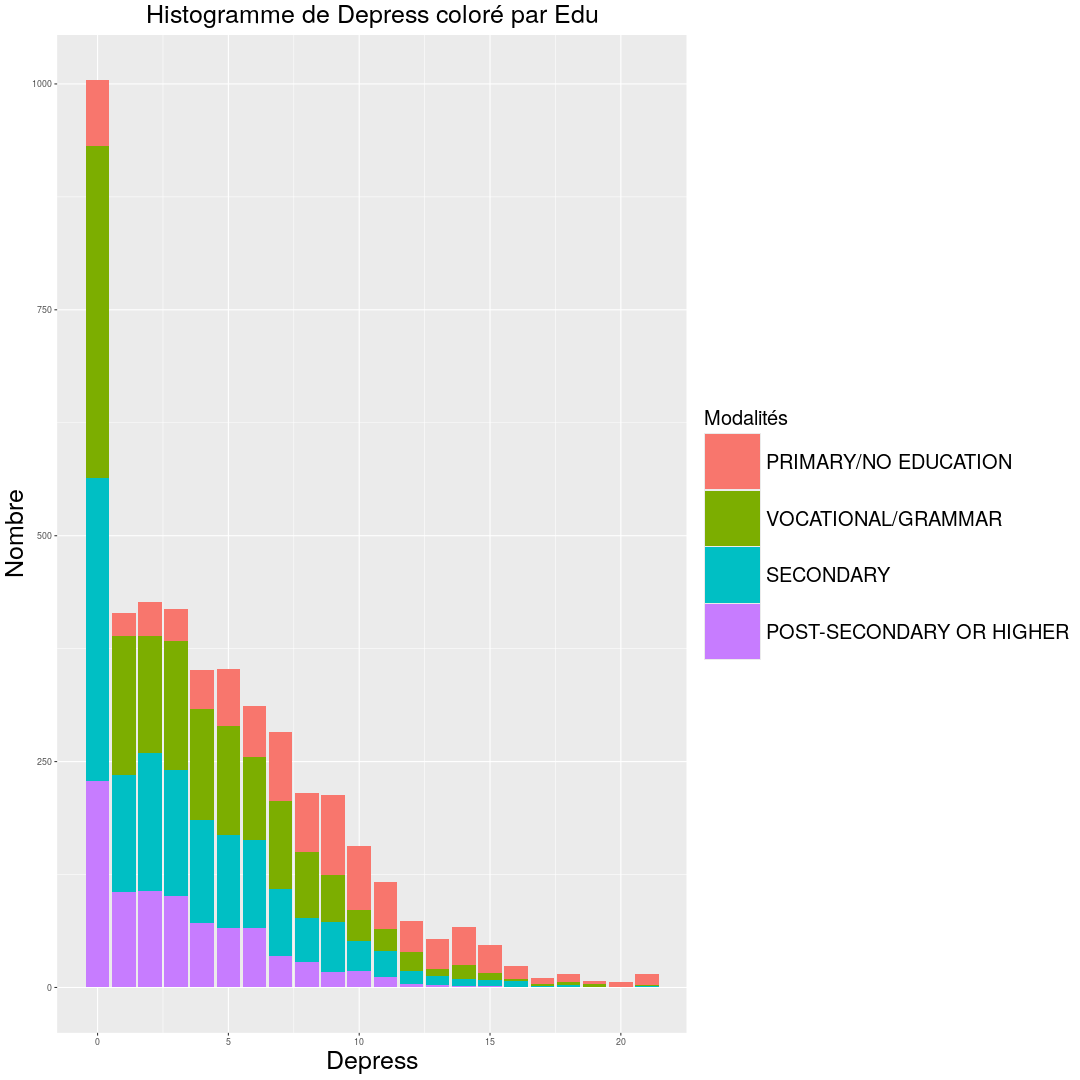 Histogramme de Depress coloré par Edu
Nombre
1000
750
500
250
0
0 5 10 15 20
Depress
Modalités
PRIMARY/NO EDUCATION
VOCATIONAL/GRAMMAR
SECONDARY
POST-SECONDARY OR HIGHER